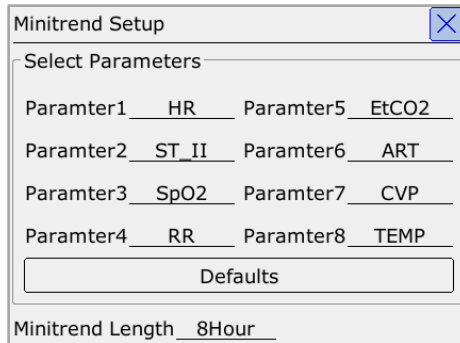 Minitrend Setup
Select Parameters
Paramter1 HR Paramter5 EtCO2
Paramter2 ST_II Paramter6 ART
Paramter3 SpO2 Paramter7 CVP
Paramter4 RR Paramter8 TEMP
Defaults
Minitrend Length 8Hour